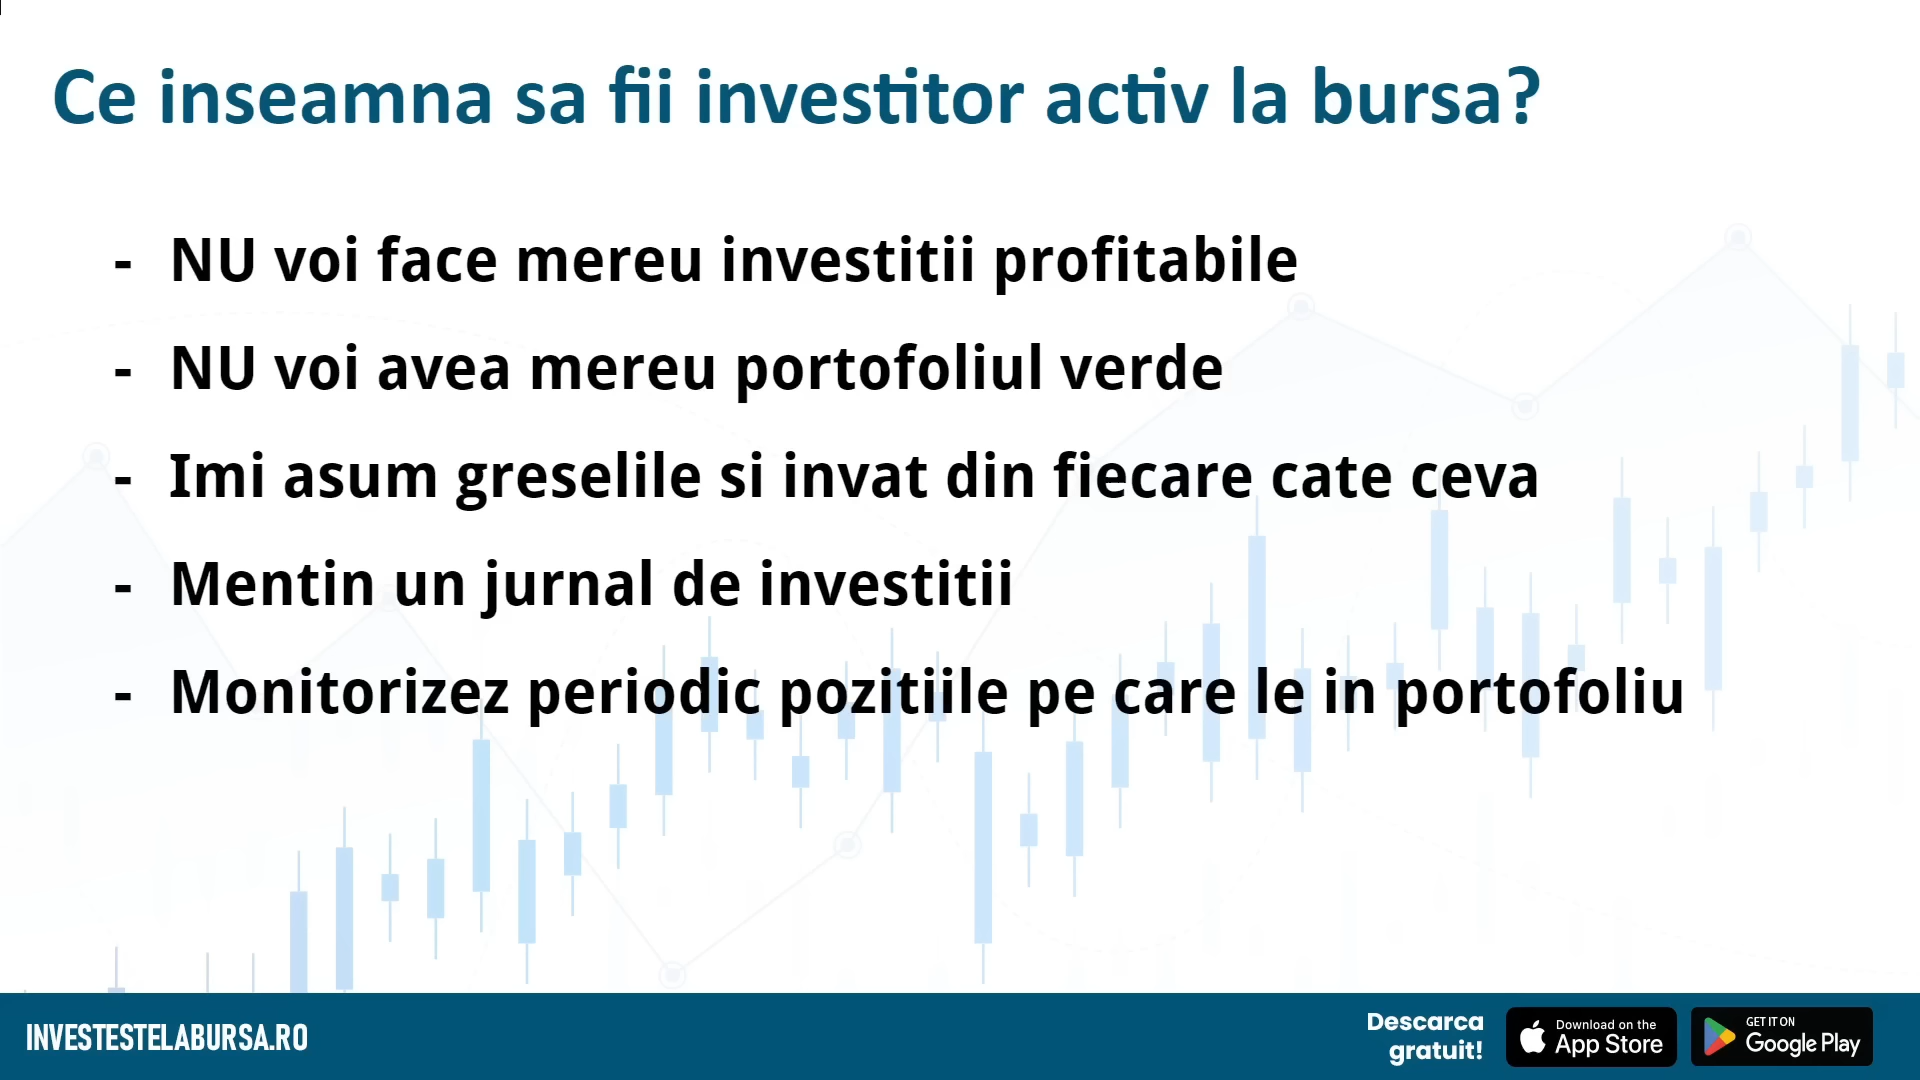 Ce inseamna sa fii investitor activ la bursa?
- NU voi face mereu investitii profitabile
- NU voi avea mereu portofoliul verde
- Imi asum greselile si invat din fiecare cate ceva
- Mentin un jurnal de investitii
- Monitorizez periodic pozitiile pe care le in portofoliu
INVESTESTELABURSA.RO
Descarca
gratuit!
Download on the
App Store
GET IT ON
Google Play